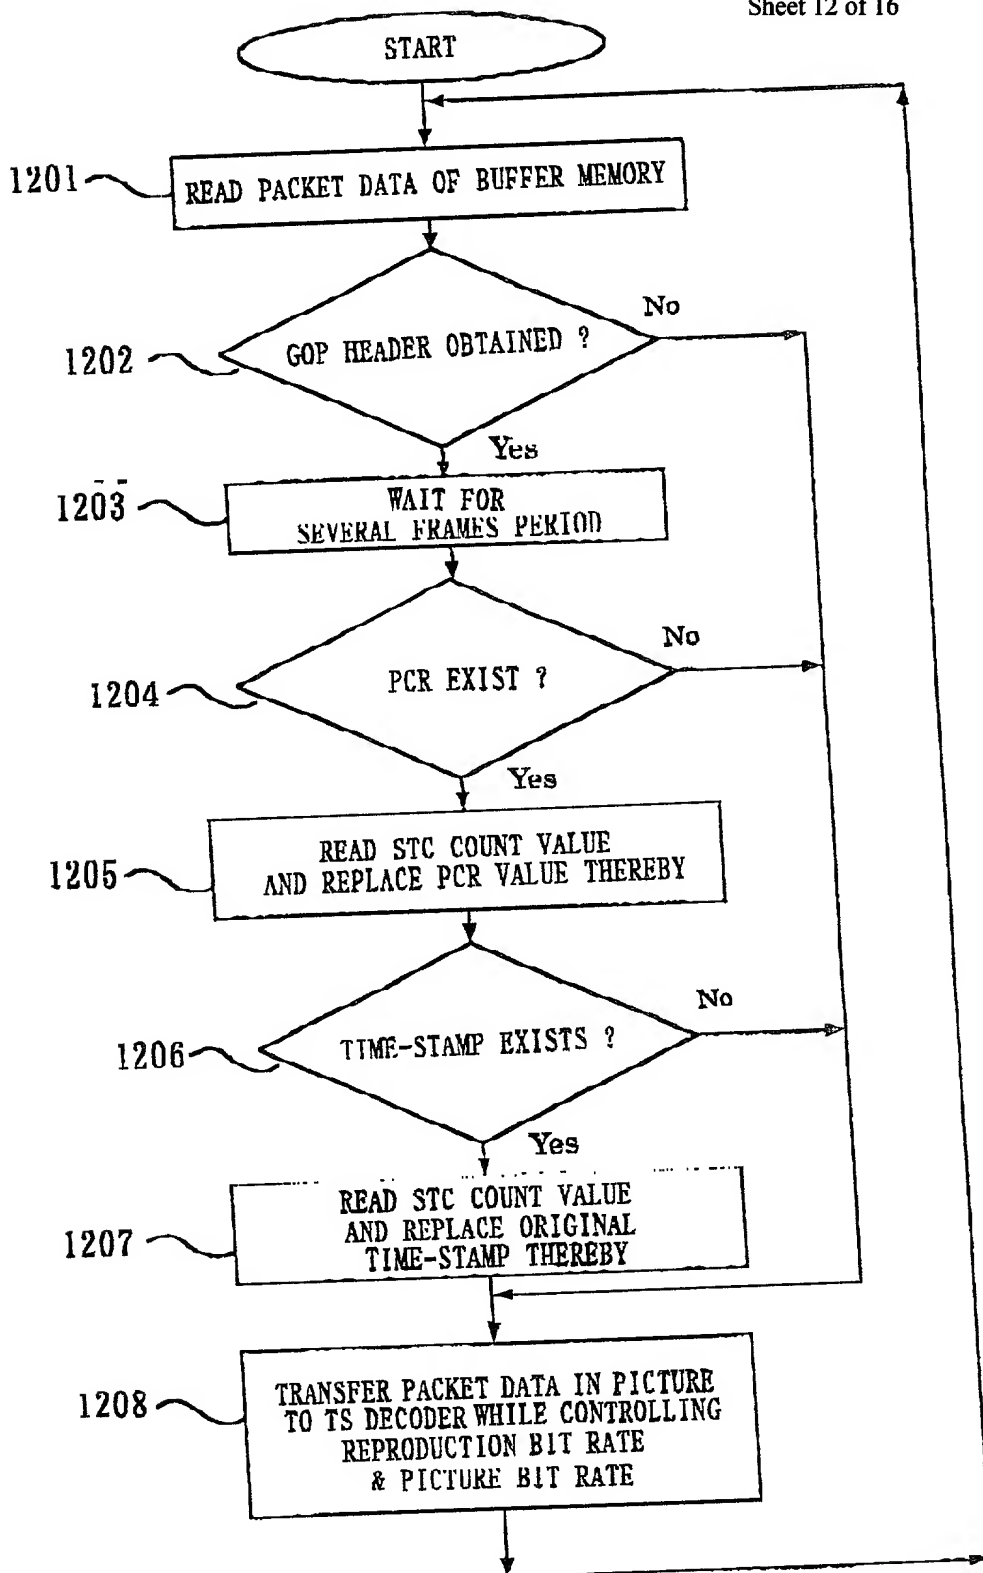 Sheet 12 of 16
START
1201
READ PACKET DATA OF BUFFER MEMORY
No
1202
GOP HEADER OBTAINED ?
Yes
1203
WAIT FOR
SEVERAL FRAMES PERIOD
No
1204
PCR EXIST ?
Yes
1205
READ STC COUNT VALUE
AND REPLACE PCR VALUE THEREBY
No
1206
TIME-STAMP EXISTS ?
Yes
1207
READ STC COUNT VALUE
AND REPLACE ORIGINAL
TIME-STAMP THEREBY
1208
TRANSFER PACKET DATA IN PICTURE
TO TS DECODER WHILE CONTROLLING
REPRODUCTION BIT RATE
& PICTURE BIT RATE